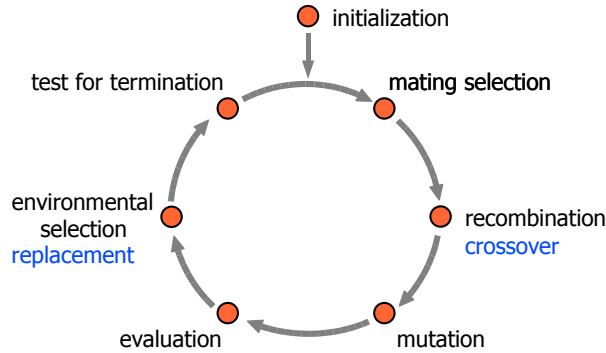 initialization
test for termination
mating selection
environmental
selection
replacement
recombination
crossover
evaluation
mutation